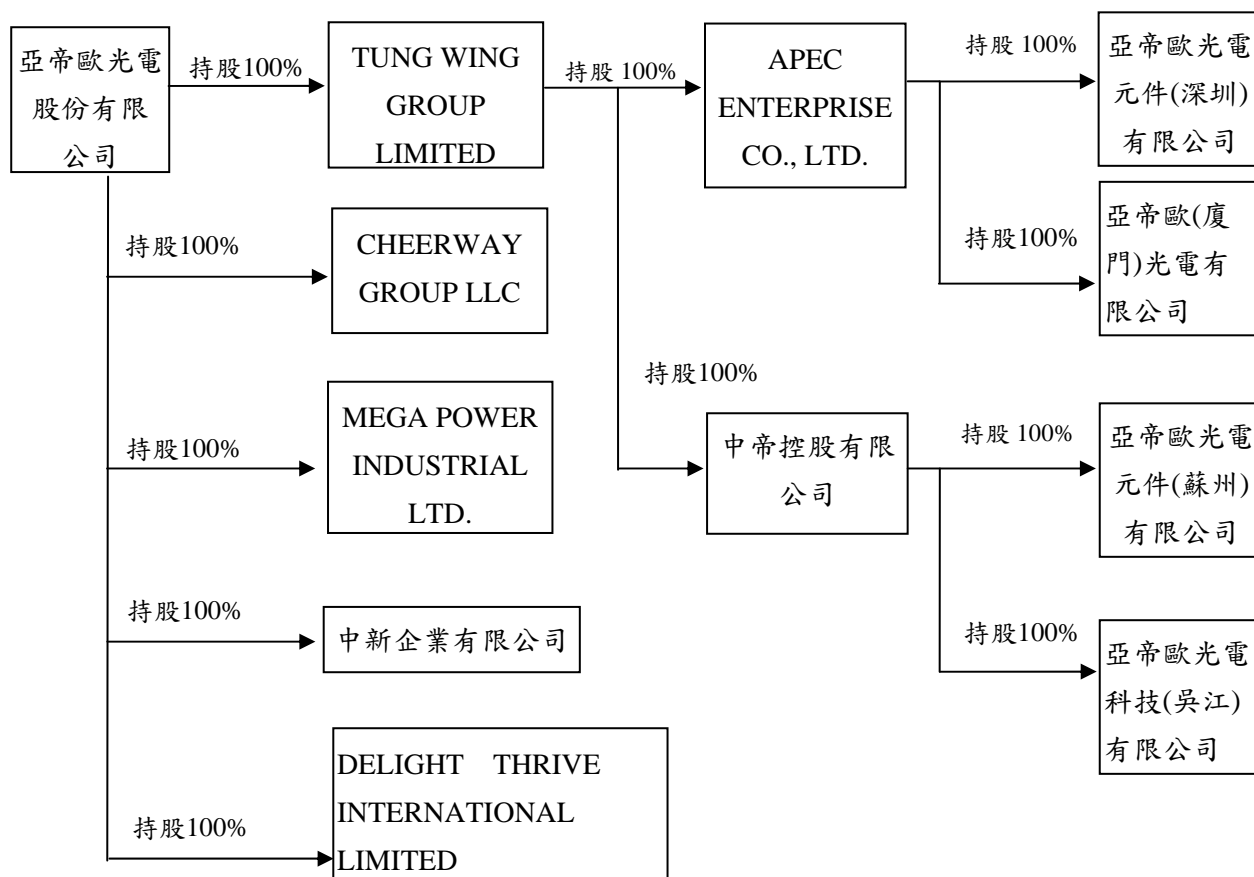 亞帝歐光電
股份有限
公司
持股100%
TUNG WING
GROUP
LIMITED
持股 100%
APEC
ENTERPRISE
CO., LTD.
持股 100%
亞帝歐光電
元件(深圳)
有限公司
持股100%
亞帝歐(廈
門)光電有
限公司
持股100%
CHEERWAY
GROUP LLC
持股100%
中帝控股有限
公司
持股 100%
亞帝歐光電
元件(蘇州)
有限公司
持股100%
亞帝歐光電
科技(吳江)
有限公司
持股100%
MEGA POWER
INDUSTRIAL
LTD.
持股100%
中新企業有限公司
持股100%
DELIGHT THRIVE
INTERNATIONAL
LIMITED